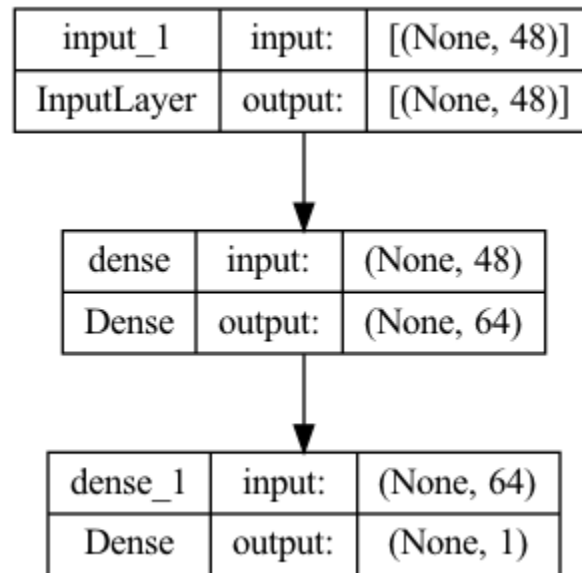 input_1 input: [(None, 48)]
InputLayer output: [(None, 48)]
dense input: (None, 48)
Dense output: (None, 64)
dense_1 input: (None, 64)
Dense output: (None, 1)